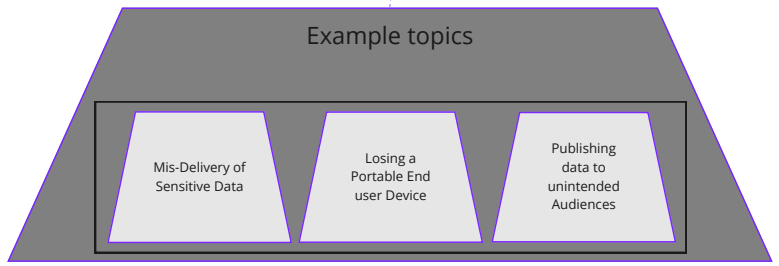 Example topics
Mis-Delivery of
Sensitive Data
Losing a
Portable End
user Device
Publishing
data to
unintended
Audiences